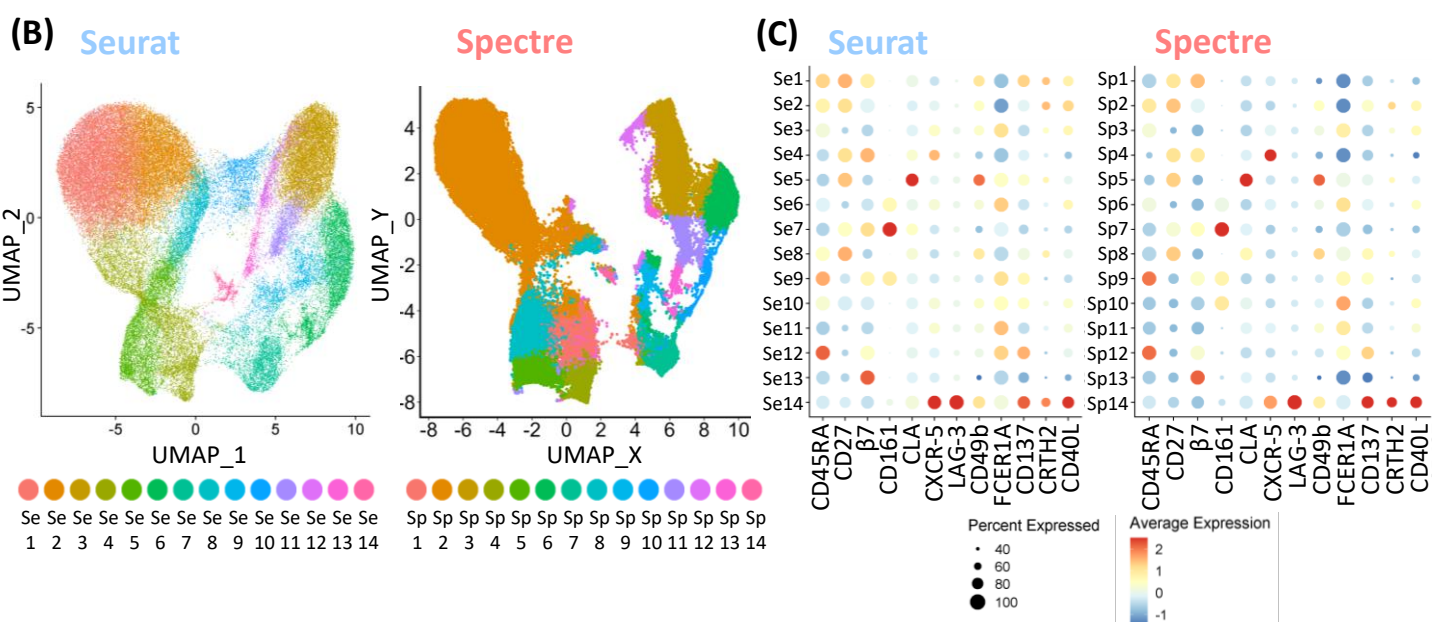 (B) Seurat Spectre
5
0
-5
UMAP_2
-5 0 5 10
UMAP_1
4
2
0
-2
-4
-6
-8
UMAP_Y
-8 -6 -4 -2 0 2 4 6 8 10
UMAP_X
Se Se Se Se Se Se Se Se Se Se Se Se Se Se
1 2 3 4 5 6 7 8 9 10 11 12 13 14
Sp Sp Sp Sp Sp Sp Sp Sp Sp Sp Sp Sp Sp Sp
1 2 3 4 5 6 7 8 9 10 11 12 13 14
(C) Seurat Spectre
Se1
Se2
Se3
Se4
Se5
Se6
Se7
Se8
Se9
Se10
Se11
Se12
Se13
Se14
CD45RA
CD27
β7
CD161
CLA
CXCR-5
LAG-3
CD49b
FCER1A
CD137
CRTH2
CD40L
Sp1
Sp2
Sp3
Sp4
Sp5
Sp6
Sp7
Sp8
Sp9
Sp10
Sp11
Sp12
Sp13
Sp14
CD45RA
CD27
β7
CD161
CLA
CXCR-5
LAG-3
CD49b
FCER1A
CD137
CRTH2
CD40L
Percent Expressed
40
60
80
100
Average Expression
2
1
0
-1